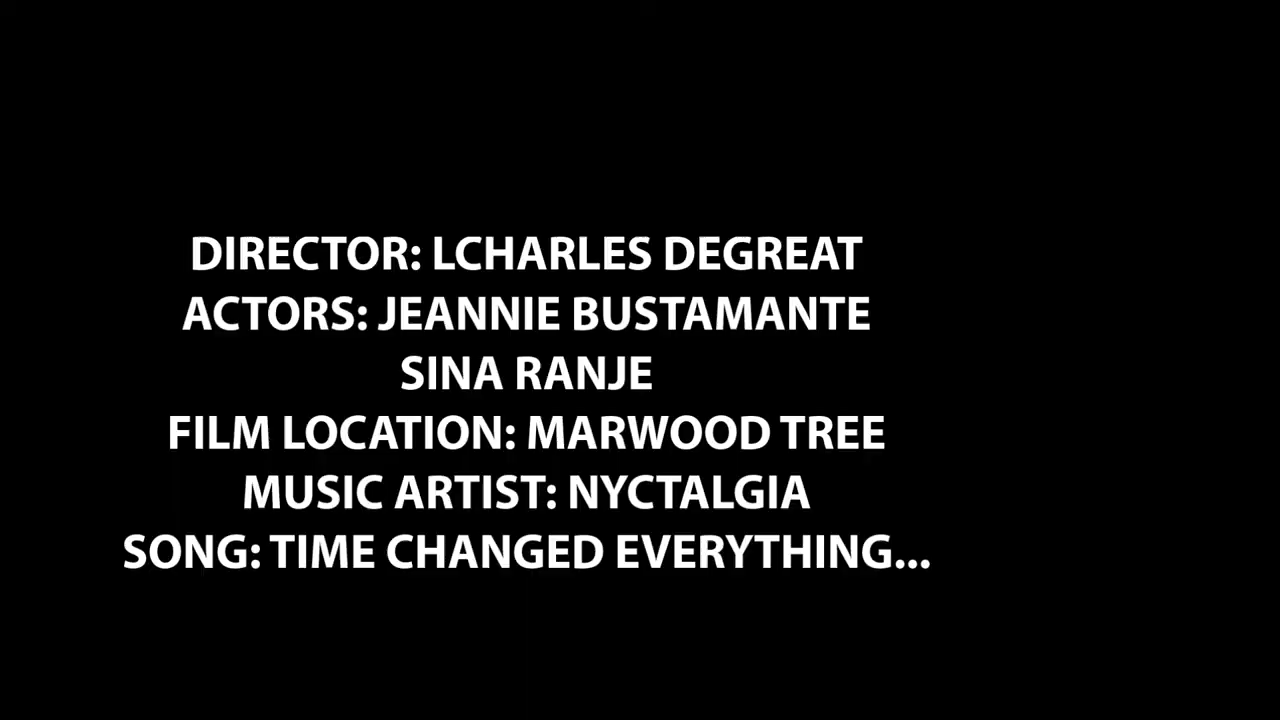 DIRECTOR: LCHARLES DEGREAT
ACTORS: JEANNIE BUSTAMANTE
SINA RANJE
FILM LOCATION: MARWOOD TREE
MUSIC ARTIST: NYCTALGIA
SONG: TIME CHANGED EVERYTHING...